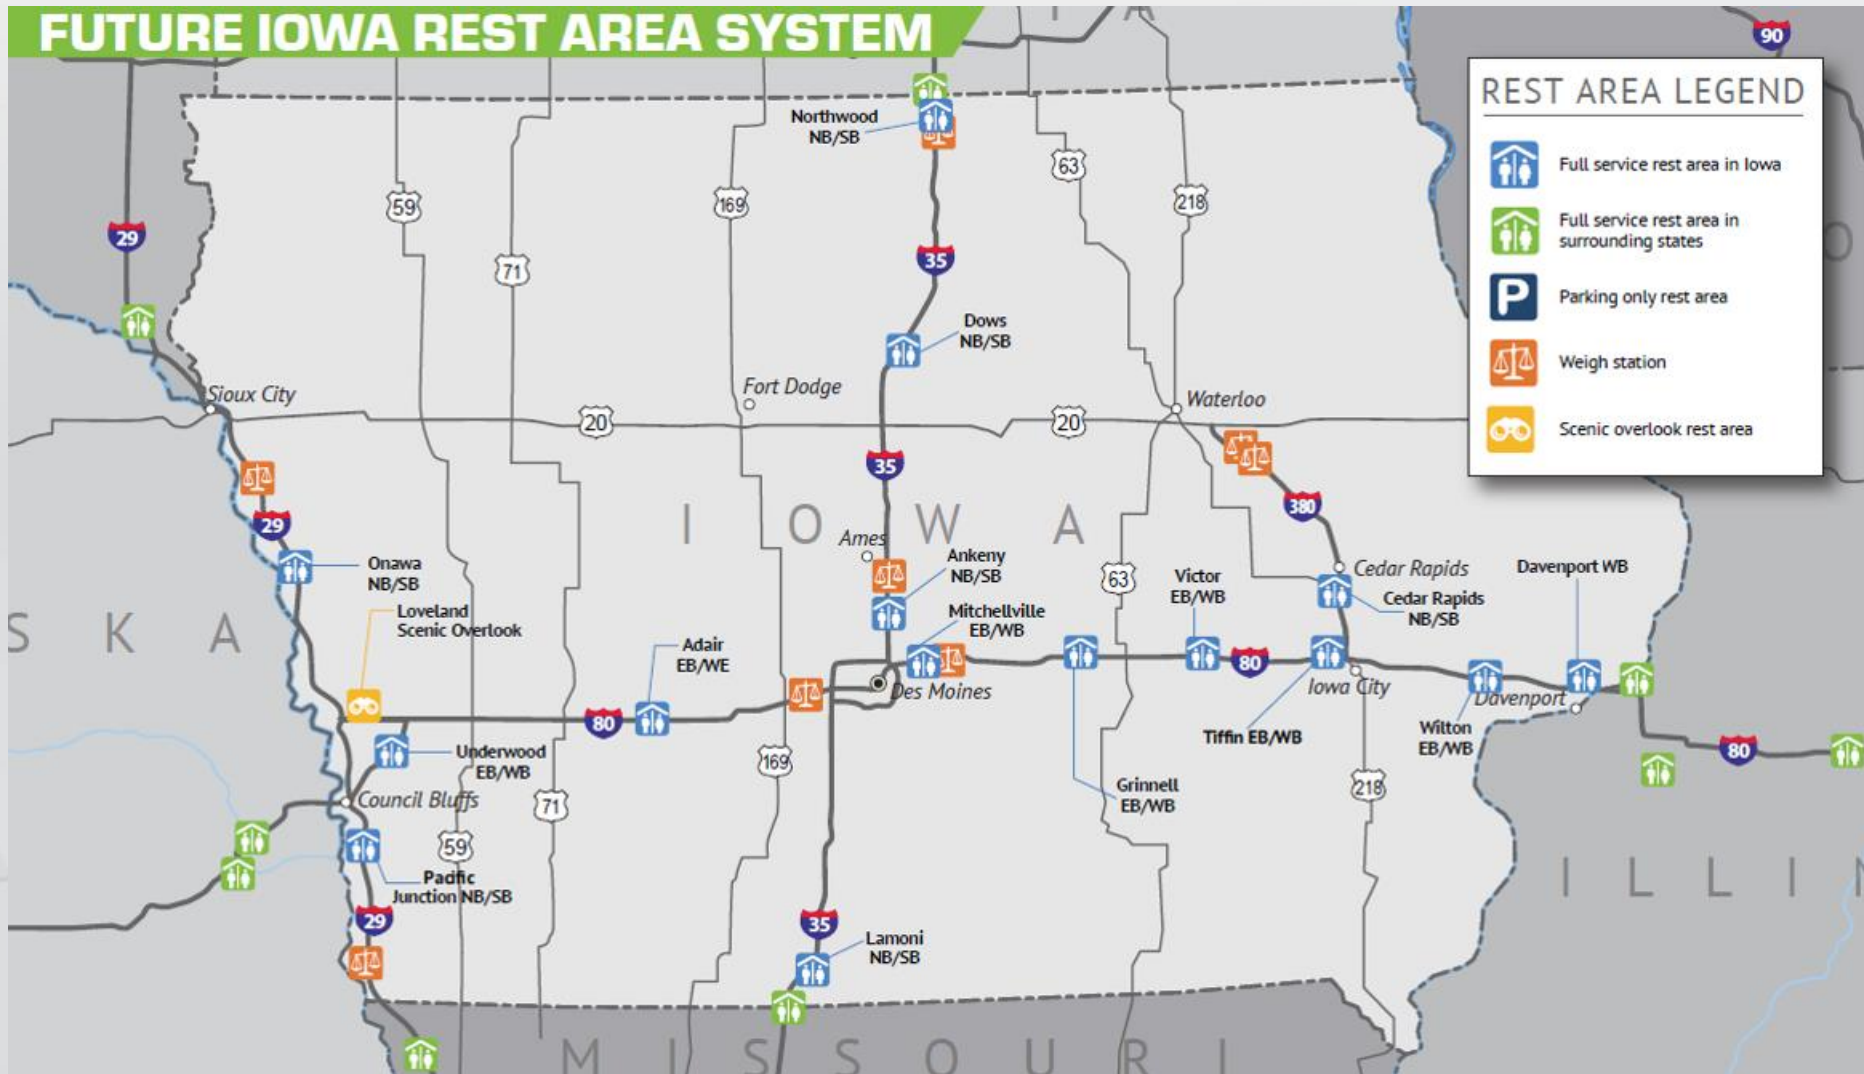 FUTURE IOWA REST AREA SYSTEM
I A
90
REST AREA LEGEND
Full service rest area in Iowa
Full service rest area in
surrounding states
P
Parking only rest area
Weigh station
Scenic overlook rest area
O
Northwood
NB/SB
63
59
169
218
29
35
71
Dows
NB/SB
Sioux City
Fort Dodge
Waterloo
20
20
35
380
29
I O W A
Ames
Onawa
NB/SB
Ankeny
NB/SB
63
Victor
EB/WB
Cedar Rapids
Davenport WB
Cedar Rapids
NB/SB
Loveland
Scenic Overlook
Mitchellville
EB/WB
S K A
Adair
EB/WE
80
Des Moines
Iowa City
Davenport
80
Tiffin EB/WB
Wilton
EB/WB
80
Underwood
EB/WB
169
Grinnell
EB/WB
218
Council Bluffs
71
59
Pacific
Junction NB/SB
I L L I N
29
35
Lamoni
NB/SB
M I S S O U R I